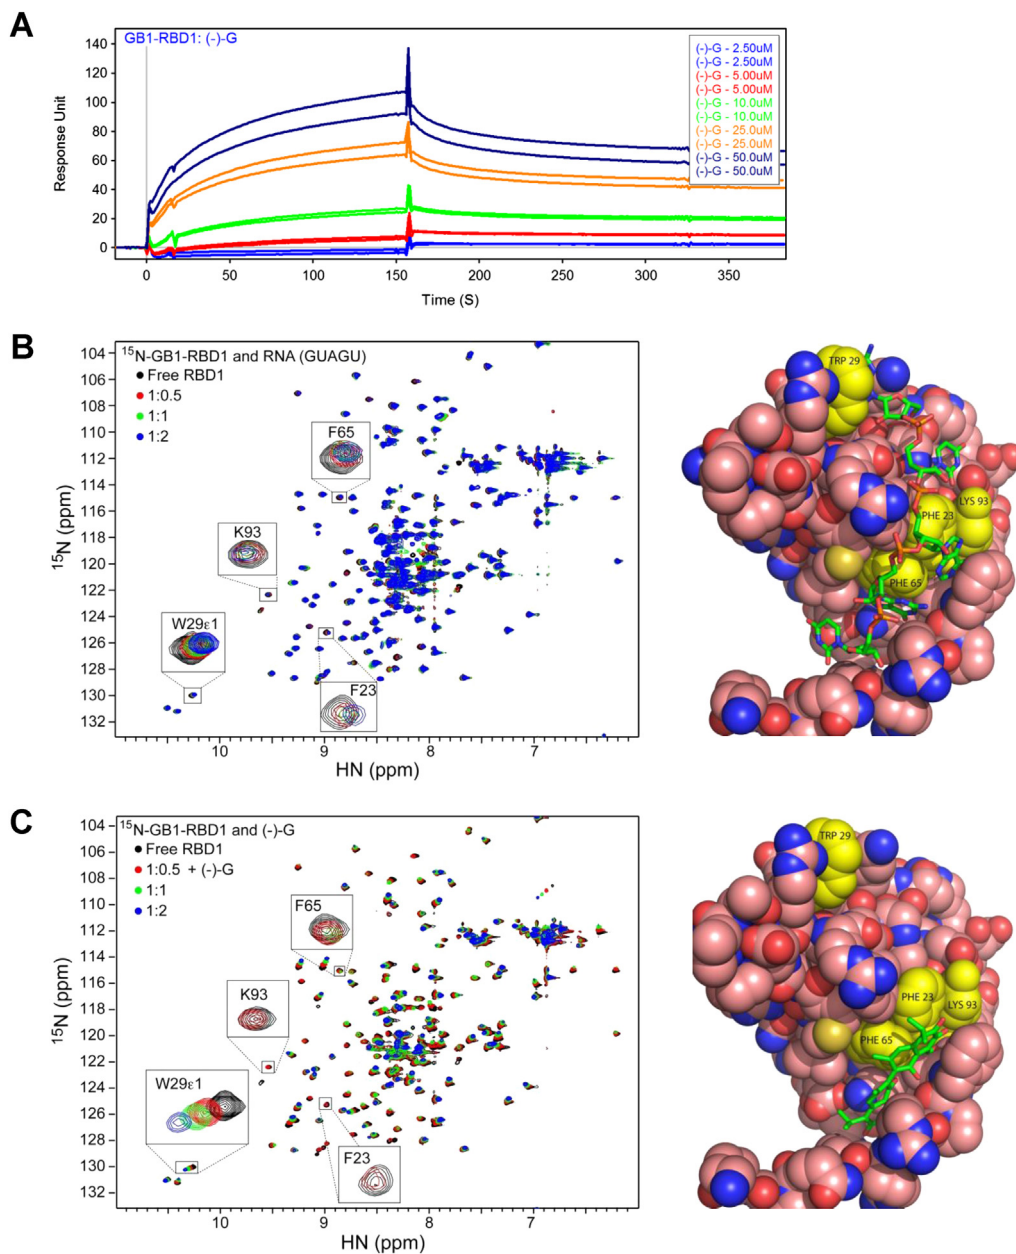 A
GB1-RBD1: (-)-G
140
120
100
80
60
40
20
0
Response Unit
0 50 100 150 200 250 300 350
Time (S)
(-)-G - 2.50uM
(-)-G - 2.50uM
(-)-G - 5.00uM
(-)-G - 5.00uM
(-)-G - 10.0uM
(-)-G - 10.0uM
(-)-G - 25.0uM
(-)-G - 25.0uM
(-)-G - 50.0uM
(-)-G - 50.0uM
B
¹⁵N-GB1-RBD1 and RNA (GUAGU)
Free RBD1
1:0.5
1:1
1:2
104
106
108
110
112
114
116
118
120
122
124
126
128
130
132
¹⁵N (ppm)
F65
K93
W29ε1
F23
10 9 8 7
HN (ppm)
TRP 29
LYS 93
PHE 23
PHE 65
C
¹⁵N-GB1-RBD1 and (-)-G
Free RBD1
1:0.5 + (-)-G
1:1
1:2
104
106
108
110
112
114
116
118
120
122
124
126
128
130
132
¹⁵N (ppm)
F65
K93
W29ε1
F23
10 9 8 7
HN (ppm)
TRP 29
PHE 23
LYS 93
PHE 65